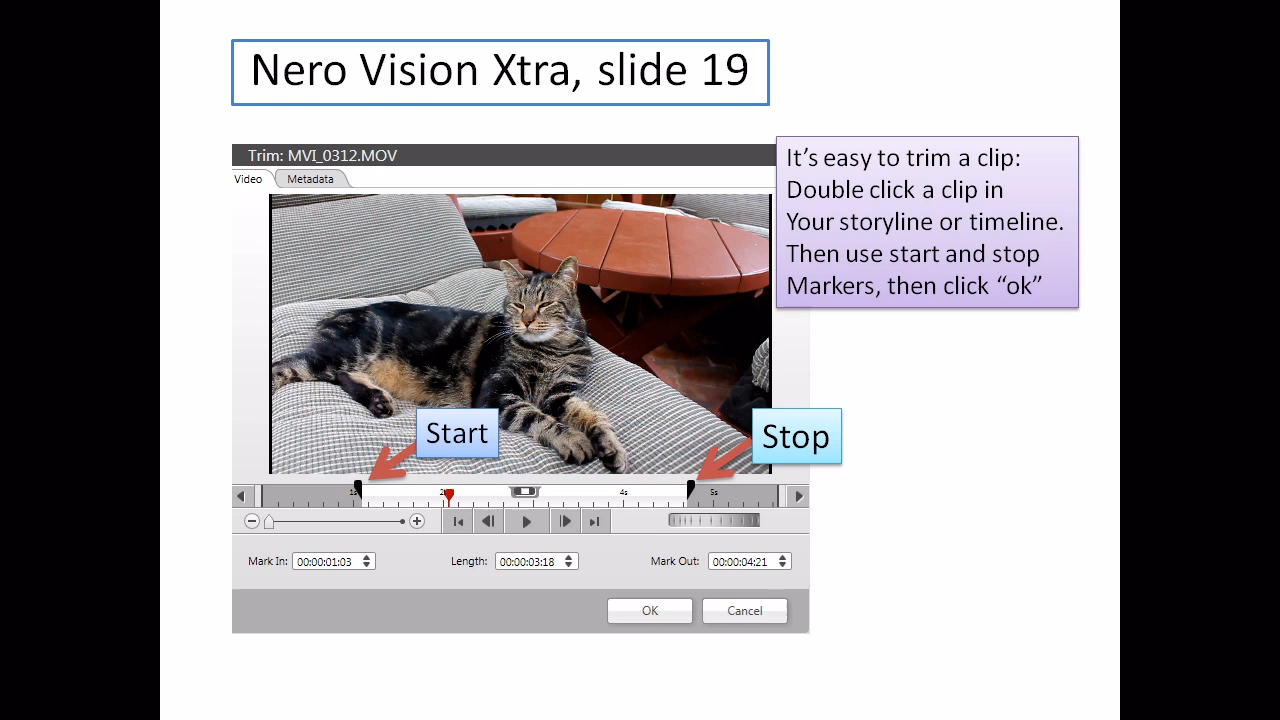 Nero Vision Xtra, slide 19
Trim: MVI_0312.MOV
Video Metadata
It’s easy to trim a clip:
Double click a clip in
Your storyline or timeline.
Then use start and stop
Markers, then click “ok”
Start
Stop
1s 2s 4s 5s
Mark In: 00:00:01:03 Length: 00:00:03:18 Mark Out: 00:00:04:21
OK Cancel